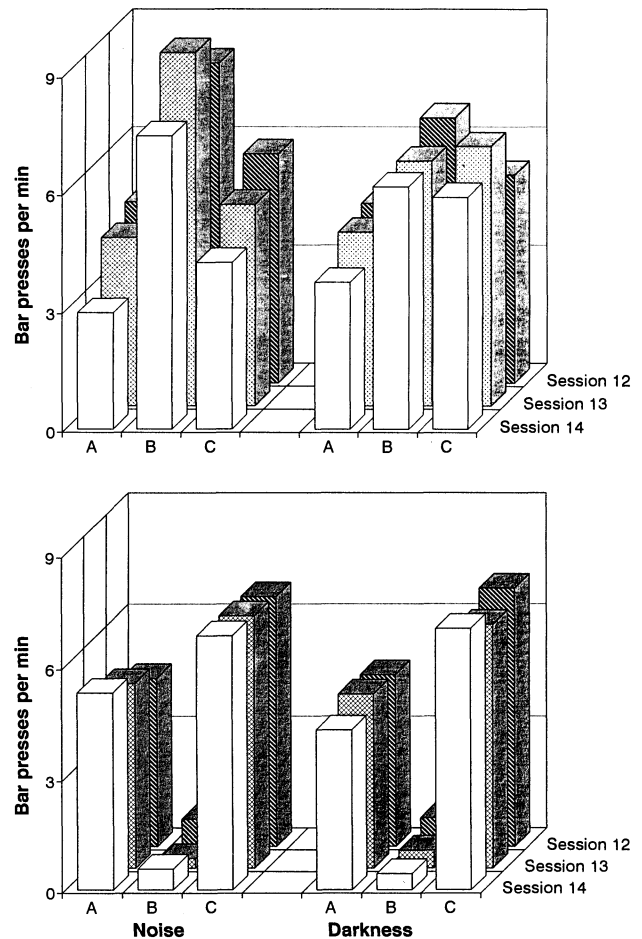 Bar presses per min
9
6
3
0
A B C A B C
Session 12
Session 13
Session 14
Bar presses per min
9
6
3
0
A B C A B C
Session 12
Session 13
Session 14
Noise Darkness